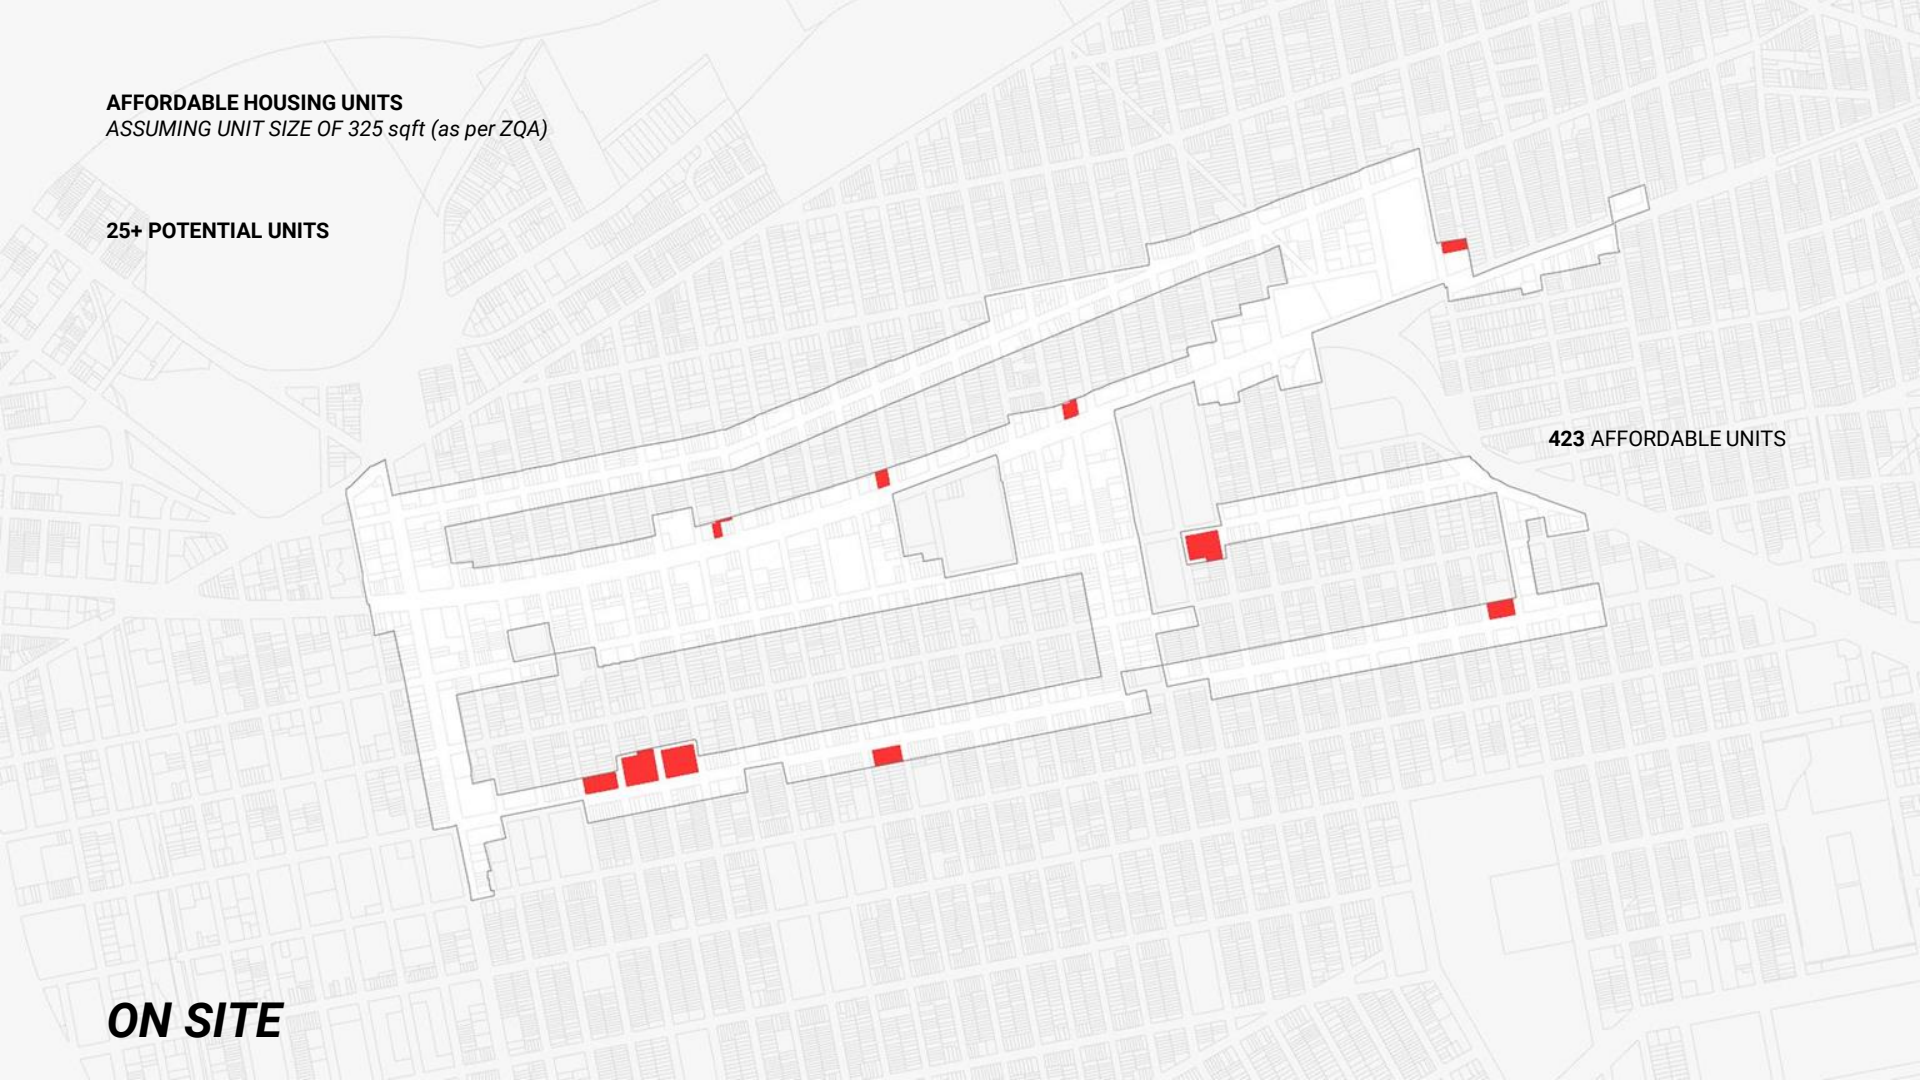 AFFORDABLE HOUSING UNITS
ASSUMING UNIT SIZE OF 325 sqft (as per ZQA)
25+ POTENTIAL UNITS
423 AFFORDABLE UNITS
ON SITE